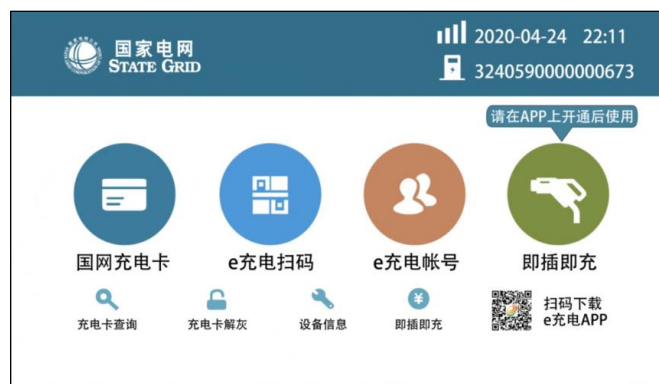 国家电网
STATE GRID
2020-04-24 22:11
3240590000000673
请在APP上开通后使用
国网充电卡
e充电扫码
e充电帐号
即插即充
充电卡查询
充电卡解灰
设备信息
¥
即插即充
扫码下载
e充电APP